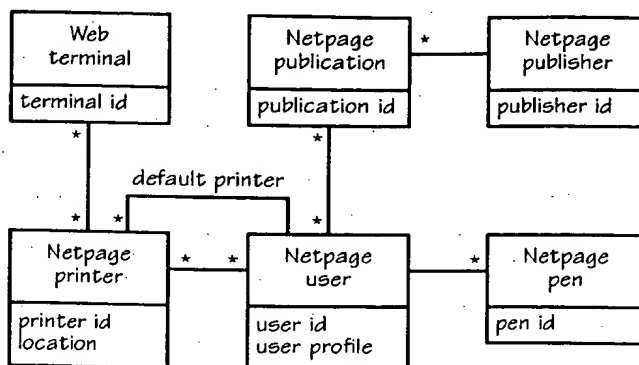 Web
terminal
terminal id
Netpage
publication
publication id
Netpage
publisher
publisher id
*
*
*
default printer
*
*
*
*
Netpage
printer
printer id
location
*
*
Netpage
user
user id
user profile
*
Netpage
pen
pen id